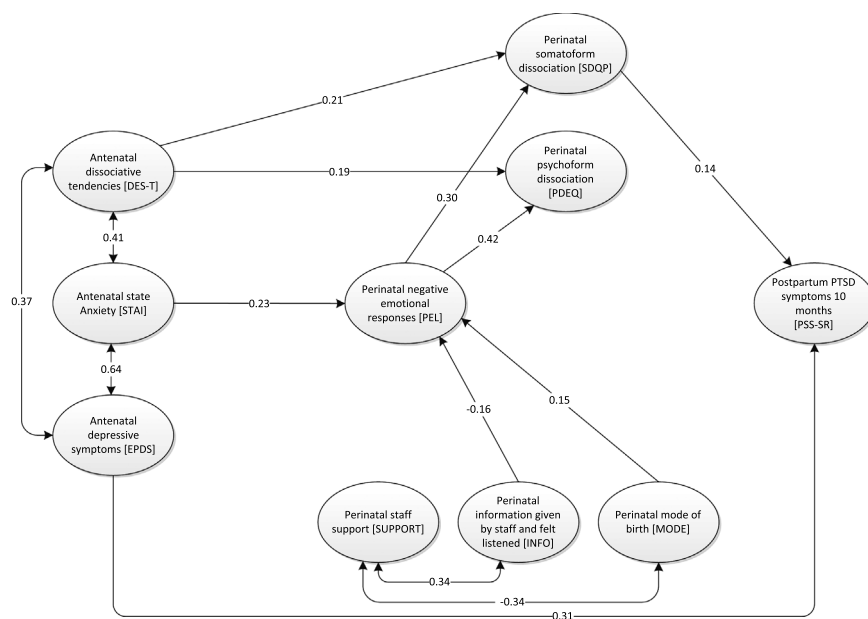 Perinatal
somatoform
dissociation [SDQP]
0.21
Antenatal
dissociative
tendencies [DES-T]
0.19
Perinatal
psychoform
dissociation
[PDEQ]
0.14
0.30
0.41
0.42
0.37
Antenatal state
Anxiety [STAI]
0.23
Perinatal negative
emotional
responses [PEL]
Postpartum PTSD
symptoms 10
months
[PSS-SR]
0.64
Antenatal
depressive
symptoms [EPDS]
-0.16
0.15
Perinatal staff
support [SUPPORT]
Perinatal
information given
by staff and felt
listened [INFO]
Perinatal mode of
birth [MODE]
0.34
-0.34
0.31